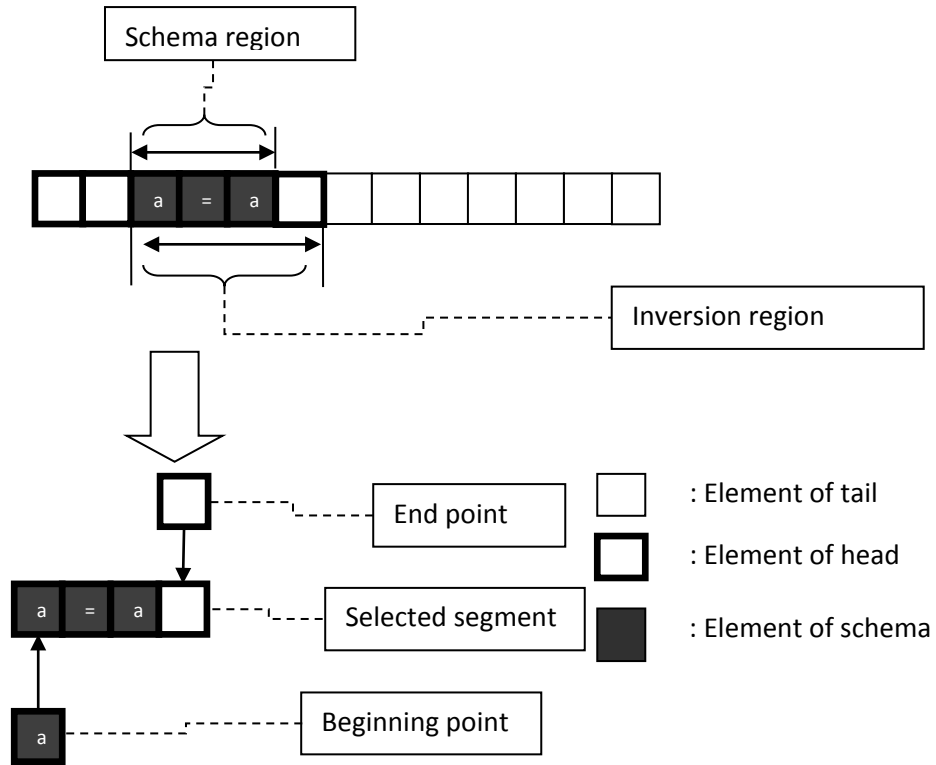 Schema region
a = a
Inversion region
End point
: Element of tail
: Element of head
a = a
Selected segment
: Element of schema
a
Beginning point